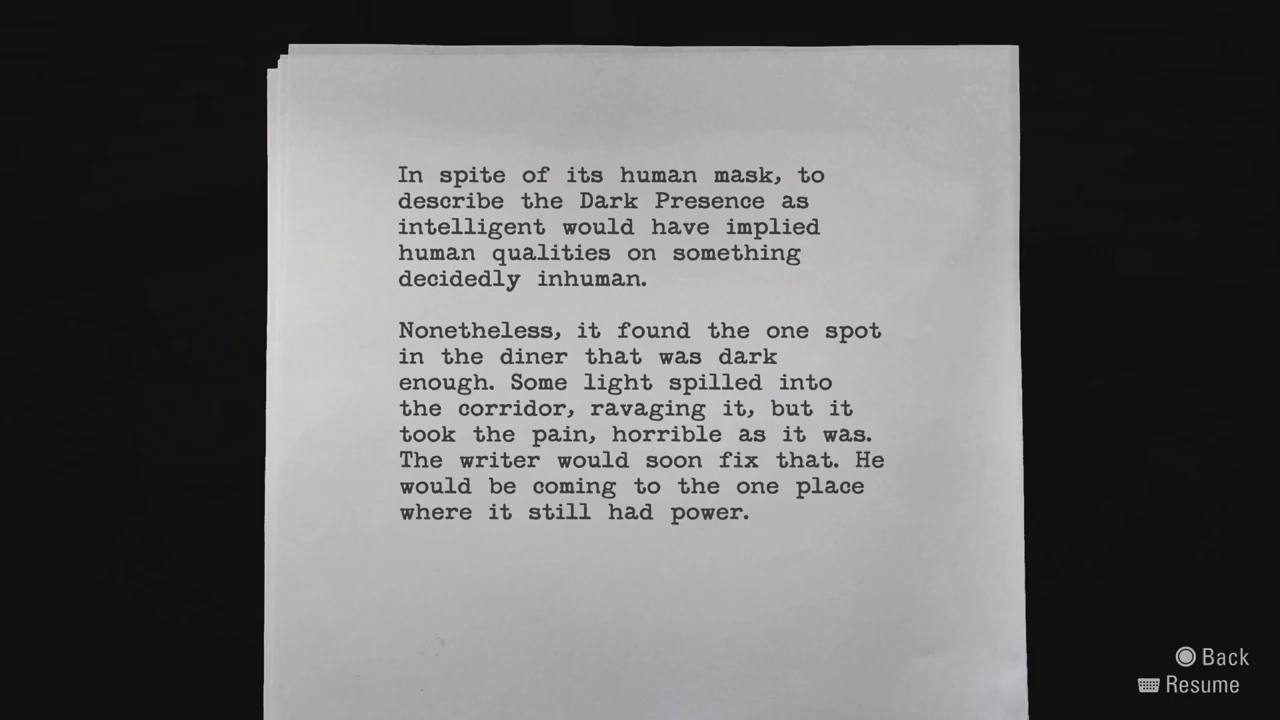 In spite of its human mask, to
describe the Dark Presence as
intelligent would have implied
human qualities on something
decidedly inhuman.
Nonetheless, it found the one spot
in the diner that was dark
enough. Some light spilled into
the corridor, ravaging it, but it
took the pain, horrible as it was.
The writer would soon fix that. He
would be coming to the one place
where it still had power.
Back
Resume